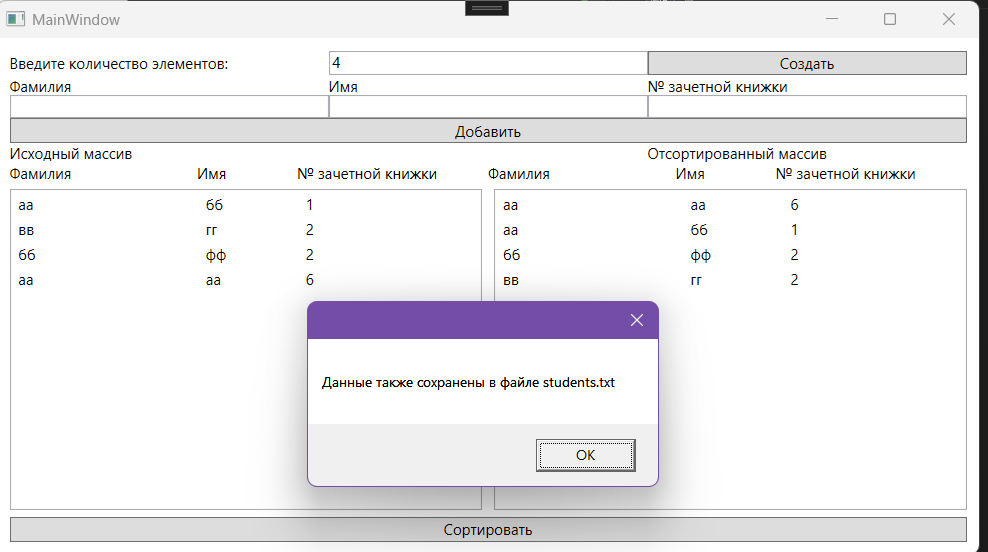 MainWindow
Введите количество элементов: 4 Создать
Фамилия Имя № зачетной книжки
Добавить
Исходный массив Отсортированный массив
Фамилия Имя № зачетной книжки Фамилия Имя № зачетной книжки
аа бб 1 аа аа 6
вв гг 2 аа бб 1
бб фф 2 бб фф 2
аа аа 6 вв гг 2
Данные также сохранены в файле students.txt
OK
Сортировать